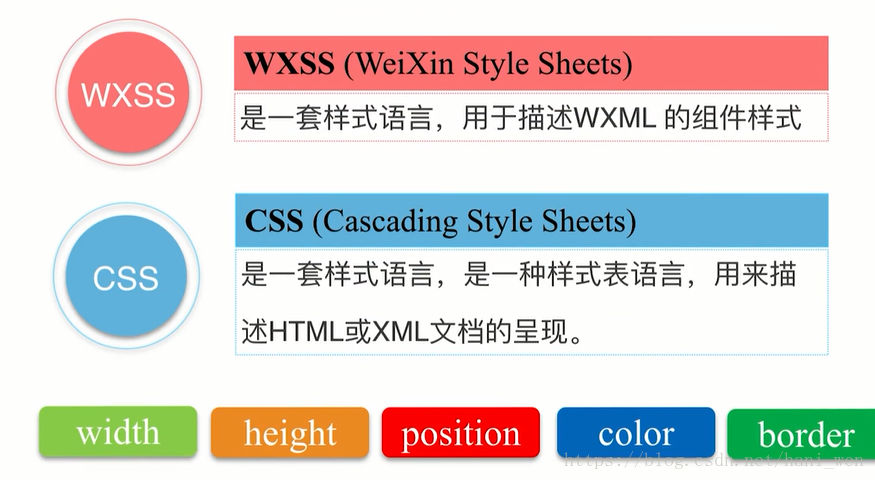 WXSS
WXSS (WeiXin Style Sheets)
是一套样式语言，用于描述WXML 的组件样式
CSS
CSS (Cascading Style Sheets)
是一套样式语言，是一种样式表语言，用来描
述HTML或XML文档的呈现。
width
height
position
color
border
https://blog.csdn.net/hani_wen